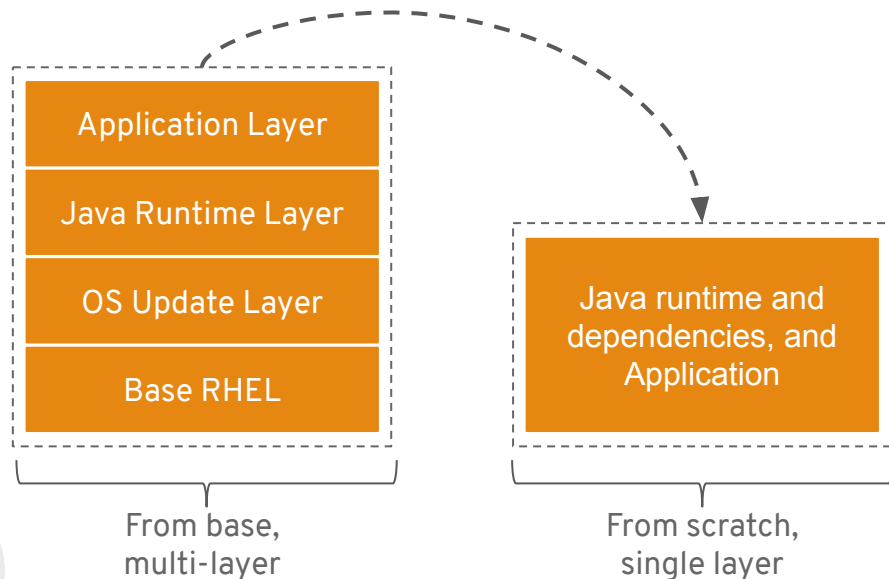 Application Layer
Java Runtime Layer
OS Update Layer
Base RHEL
From base,
multi-layer
Java runtime and
dependencies, and
Application
From scratch,
single layer